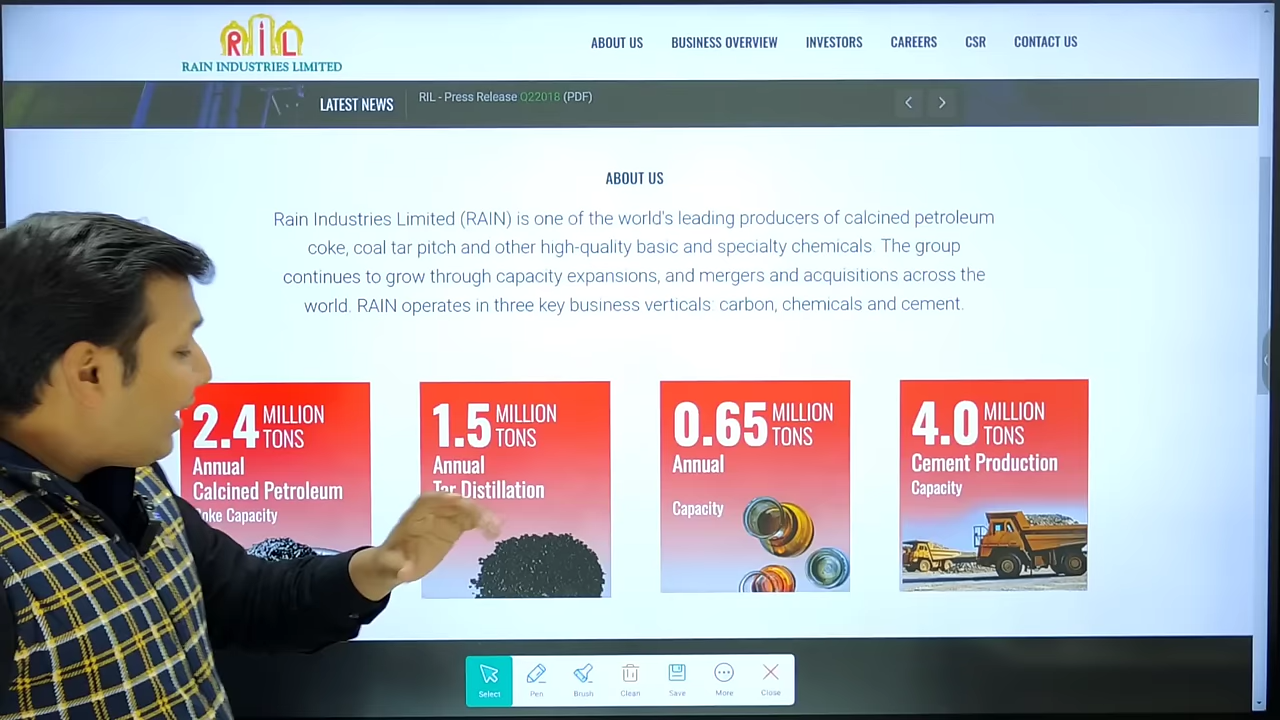 RIL
RAIN INDUSTRIES LIMITED
ABOUT US
BUSINESS OVERVIEW
INVESTORS
CAREERS
CSR
CONTACT US
LATEST NEWS
RIL - Press Release Q22018 (PDF)
ABOUT US
Rain Industries Limited (RAIN) is one of the world's leading producers of calcined petroleum
coke, coal tar pitch and other high-quality basic and specialty chemicals. The group
continues to grow through capacity expansions, and mergers and acquisitions across the
world. RAIN operates in three key business verticals: carbon, chemicals and cement.
2.4 MILLION
TONS
Annual
Calcined Petroleum
Coke Capacity
1.5 MILLION
TONS
Annual
Tar Distillation
0.65 MILLION
TONS
Annual
Capacity
4.0 MILLION
TONS
Cement Production
Capacity
Select
Pen
Brush
Clean
Save
More
Close